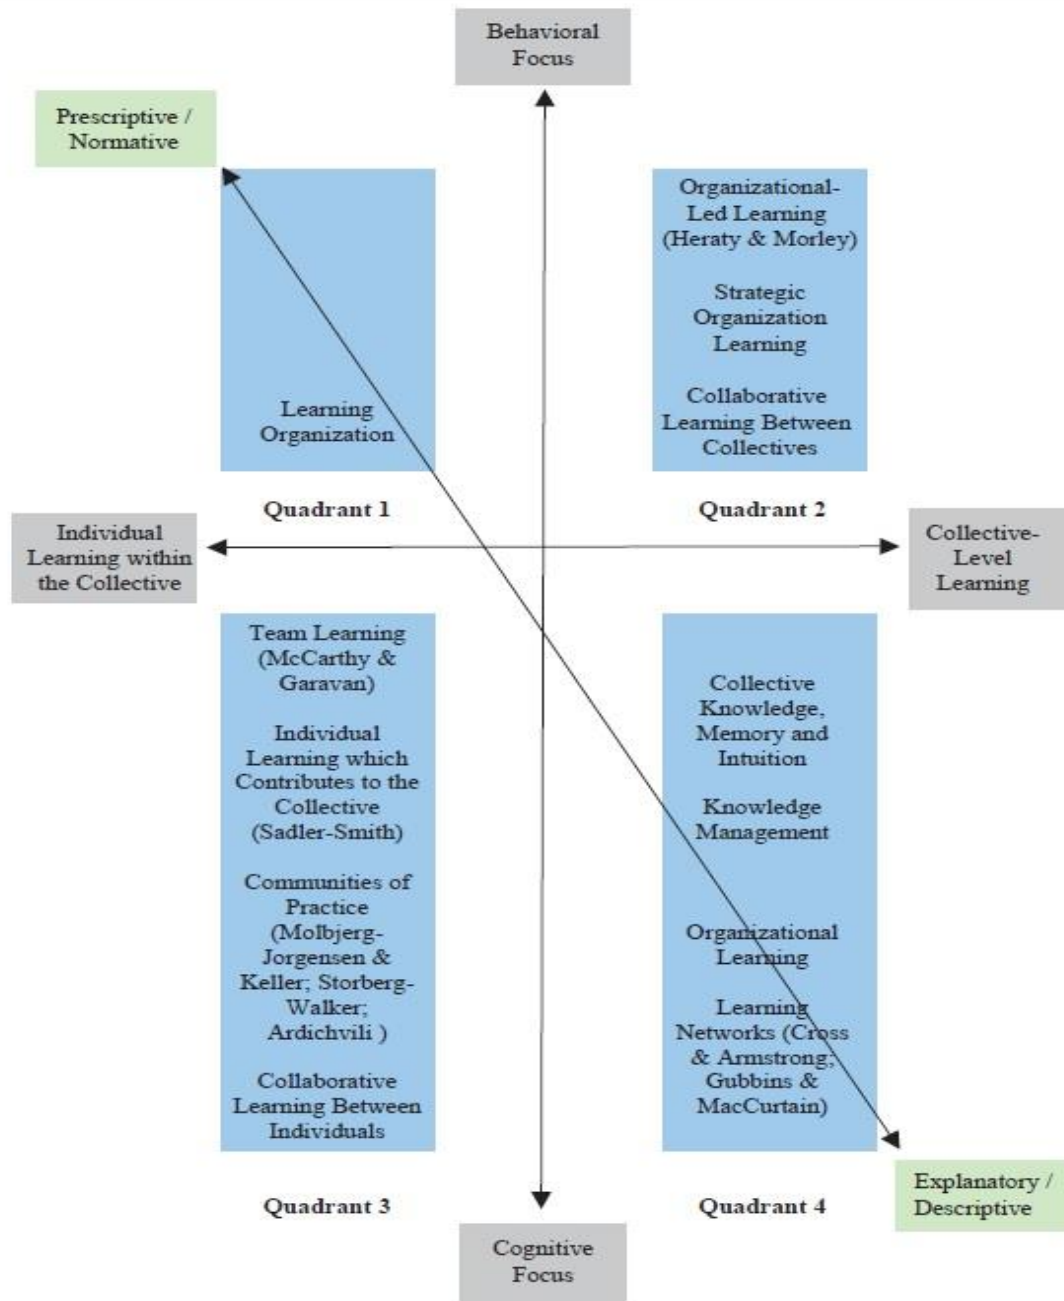 Behavioral
Focus
Prescriptive /
Normative
Learning
Organization
Organizational-
Led Learning
(Heraty & Morley)
Strategic
Organization
Learning
Collaborative
Learning Between
Collectives
Quadrant 1
Quadrant 2
Individual
Learning within
the Collective
Collective-
Level
Learning
Team Learning
(McCarthy &
Garavan)
Individual
Learning which
Contributes to the
Collective
(Sadler-Smith)
Communities of
Practice
(Molbjerg-
Jorgensen &
Keller; Storberg-
Walker;
Ardichvili )
Collaborative
Learning Between
Individuals
Collective
Knowledge,
Memory and
Intuition
Knowledge
Management
Organizational
Learning
Learning
Networks (Cross
& Armstrong;
Gubbins &
MacCurtain)
Quadrant 3
Quadrant 4
Explanatory /
Descriptive
Cognitive
Focus